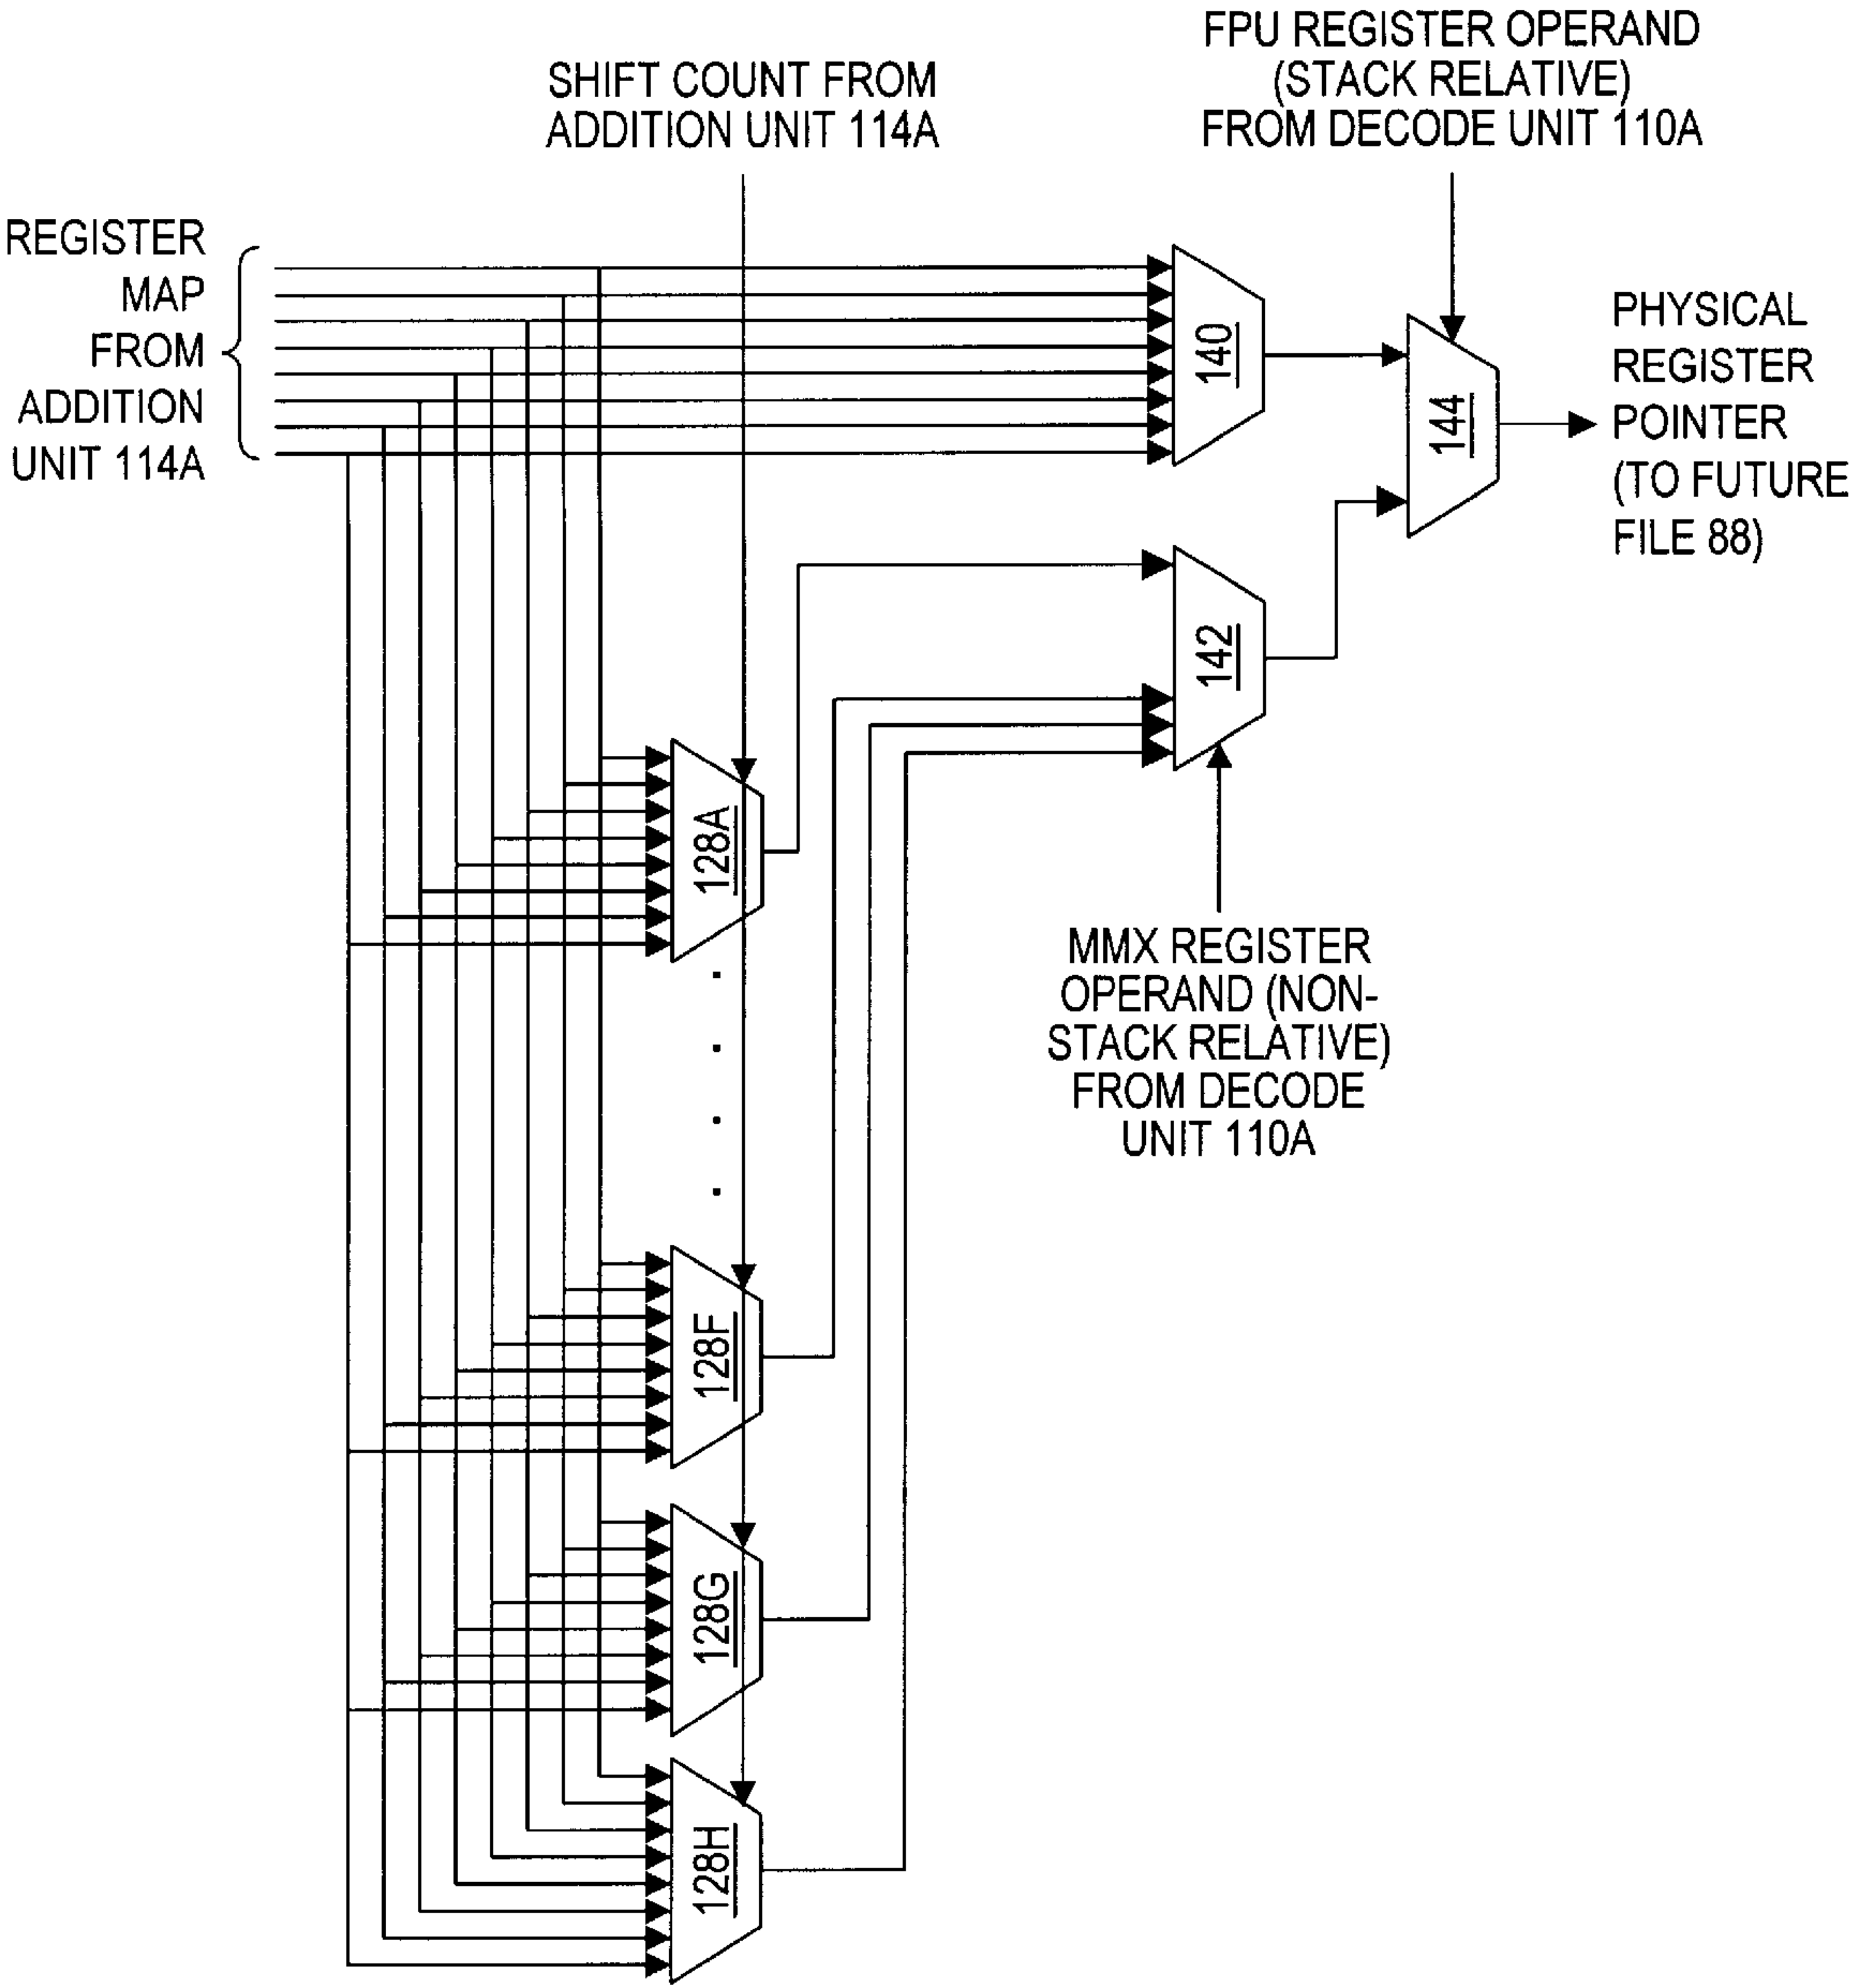 FPU REGISTER OPERAND
(STACK RELATIVE)
FROM DECODE UNIT 110A
SHIFT COUNT FROM
ADDITION UNIT 114A
REGISTER
MAP
FROM
ADDITION
UNIT 114A
140
144
PHYSICAL
REGISTER
POINTER
(TO FUTURE
FILE 88)
142
128A
MMX REGISTER
OPERAND (NON-
STACK RELATIVE)
FROM DECODE
UNIT 110A
128F
128G
128H